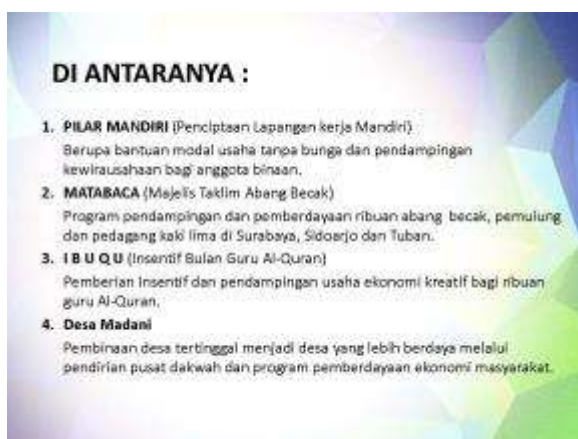 DI ANTARANYA :
1. PILAR MANDIRI (Penciptaan Lapangan kerja Mandiri)
Berupa bantuan modal usaha tanpa bunga dan pendampingan
kewirausahaan bagi anggota binaan.
2. MATABACA (Majelis Taklim Abang Becak)
Program pendampingan dan pemberdayaan ribuan abang becak, pemulung
dan pedagang kaki lima di Surabaya, Sidoarjo dan Tuban.
3. I B U Q U (Insentif Bulan Guru Al-Quran)
Pemberian Insentif dan pendampingan usaha ekonomi kreatif bagi ribuan
guru Al-Quran.
4. Desa Madani
Pembinaan desa tertinggal menjadi desa yang lebih berdaya melalui
pendirian pusat dakwah dan program pemberdayaan ekonomi masyarakat.